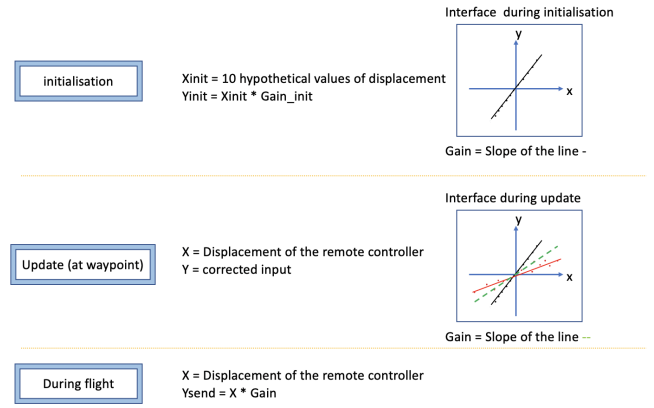 Interface during initialisation
y
initialisation
Xinit = 10 hypothetical values of displacement
Yinit = Xinit * Gain_init
x
Gain = Slope of the line -
Interface during update
y
Update (at waypoint)
X = Displacement of the remote controller
Y = corrected input
x
Gain = Slope of the line --
During flight
X = Displacement of the remote controller
Ysend = X * Gain